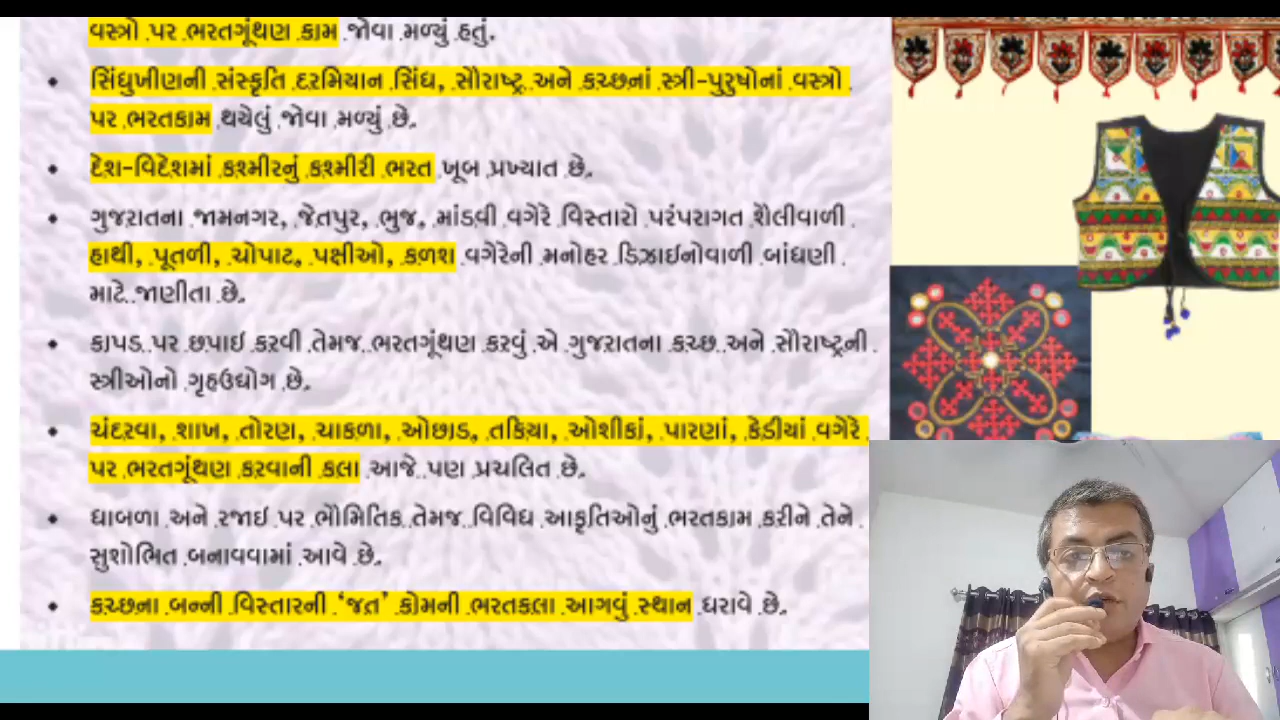 વસ્ત્રો પર ભરતગૂંથણ કામ જોવા મળ્યું હતું.
• સિંધુખીણની સંસ્કૃતિ દરમિયાન સિંધ, સૌરાષ્ટ્ર અને કચ્છનાં સ્ત્રી-પુરુષોનાં વસ્ત્રો
પર ભરતકામ થયેલું જોવા મળ્યું છે.
• દેશ-વિદેશમાં કશ્મીરનું કશ્મીરી ભરત ખૂબ પ્રખ્યાત છે.
• ગુજરાતના જામનગર, જેતપુર, ભુજ, માંડવી વગેરે વિસ્તારો પરંપરાગત શૈલીવાળી
હાથી, પૂતળી, ચોપાટ, પક્ષીઓ, કળશ વગેરેની મનોહર ડિઝાઈનોવાળી બાંધણી
માટે જાણીતા છે.
• કાપડ પર છપાઈ કરવી તેમજ ભરતગૂંથણ કરવું એ ગુજરાતના કચ્છ અને સૌરાષ્ટ્રની
સ્ત્રીઓનો ગૃહઉદ્યોગ છે.
• ચંદરવા, શાખ, તોરણ, ચાકળા, ઓછાડ, તકિયા, ઓશીકાં, પારણાં, કેડીયાં વગેરે
પર ભરતગૂંથણ કરવાની કલા આજે પણ પ્રચલિત છે.
• ધાબળા અને રજાઈ પર ભૌમિતિક તેમજ વિવિધ આકૃતિઓનું ભરતકામ કરીને તેને
સુશોભિત બનાવવામાં આવે છે.
• કચ્છના બન્ની વિસ્તારની ‘જત’ કોમની ભરતકલા આગવું સ્થાન ધરાવે છે.